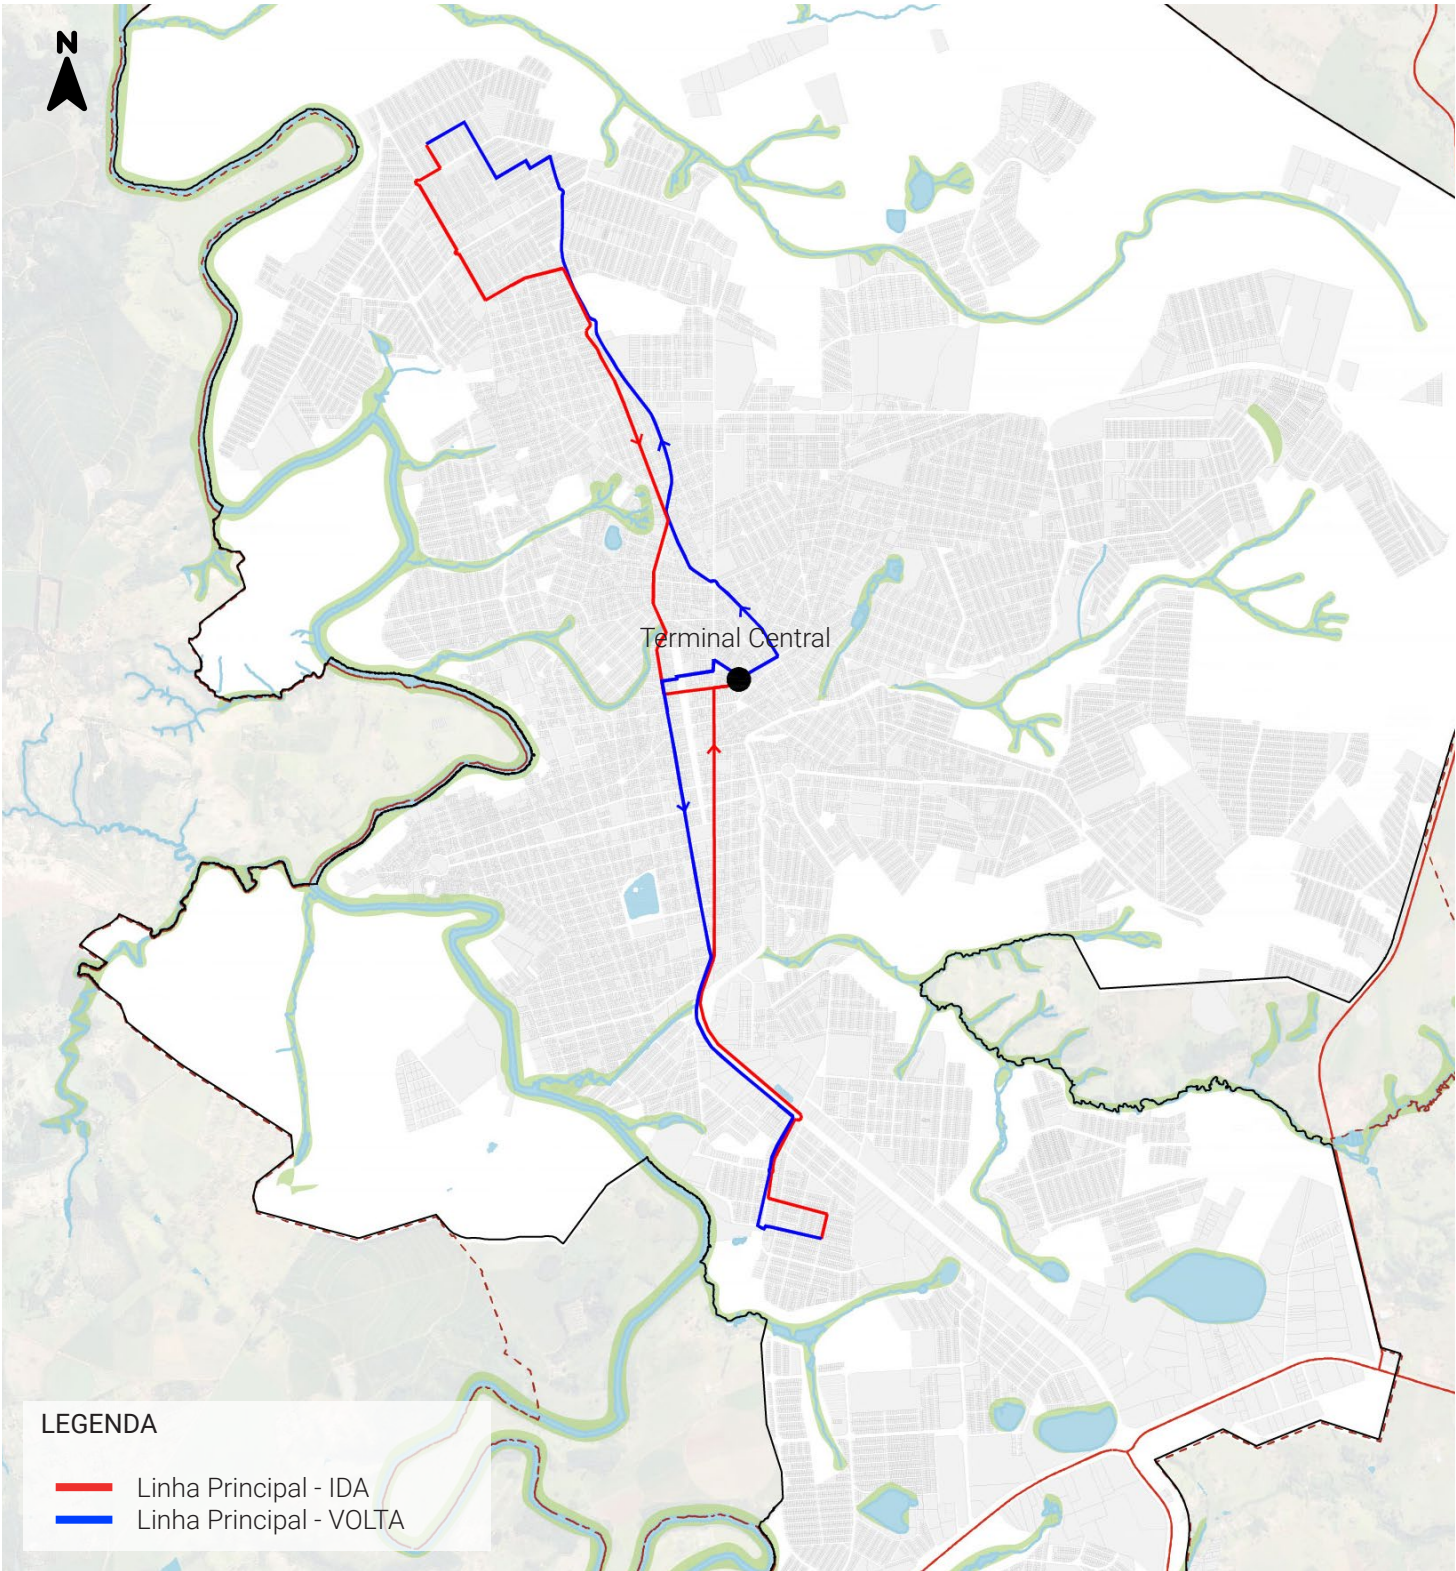 N
Terminal Central
LEGENDA
Linha Principal - IDA
Linha Principal - VOLTA